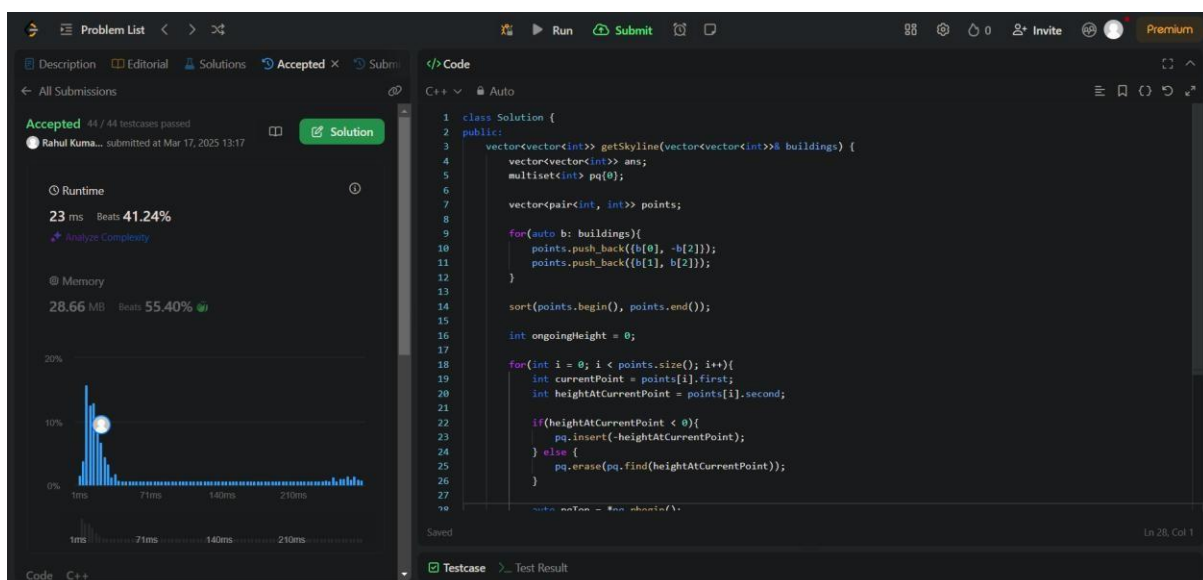 Problem List
Run
Submit
0
Invite
Premium
Description
Editorial
Solutions
Accepted
Subm
All Submissions
Accepted 44 / 44 testcases passed
Rahul Kuma... submitted at Mar 17, 2025 13:17
Solution
Runtime
23 ms Beats 41.24%
Analyze Complexity
Memory
28.66 MB Beats 55.40%
20%
10%
0%
1ms 71ms 140ms 210ms
1ms 71ms 140ms 210ms
Code C++
</> Code
C++ Auto
1 class Solution {
2 public:
3 vector<vector<int>> getSkyline(vector<vector<int>>& buildings) {
4 vector<vector<int>> ans;
5 multiset<int> pq{0};
6
7 vector<pair<int, int>> points;
8
9 for(auto b: buildings){
10 points.push_back({b[0], -b[2]});
11 points.push_back({b[1], b[2]});
12 }
13
14 sort(points.begin(), points.end());
15
16 int ongoingHeight = 0;
17
18 for(int i = 0; i < points.size(); i++){
19 int currentPoint = points[i].first;
20 int heightAtCurrentPoint = points[i].second;
21
22 if(heightAtCurrentPoint < 0){
23 pq.insert(-heightAtCurrentPoint);
24 } else {
25 pq.erase(pq.find(heightAtCurrentPoint));
26 }
27
28 auto pqTop = *pq.rbegin();
Saved
Ln 28, Col 1
Testcase
Test Result